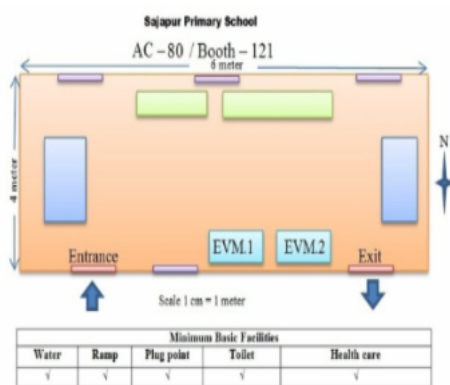 Sajapur Primary School
AC – 80 / Booth – 121
6 meter
4 meter
N
EVM.1
EVM.2
Entrance
Exit
Scale 1 cm = 1 meter
Minimum Basic Facilities
Water Ramp Plug point Toilet Health care
√ √ √ √ √